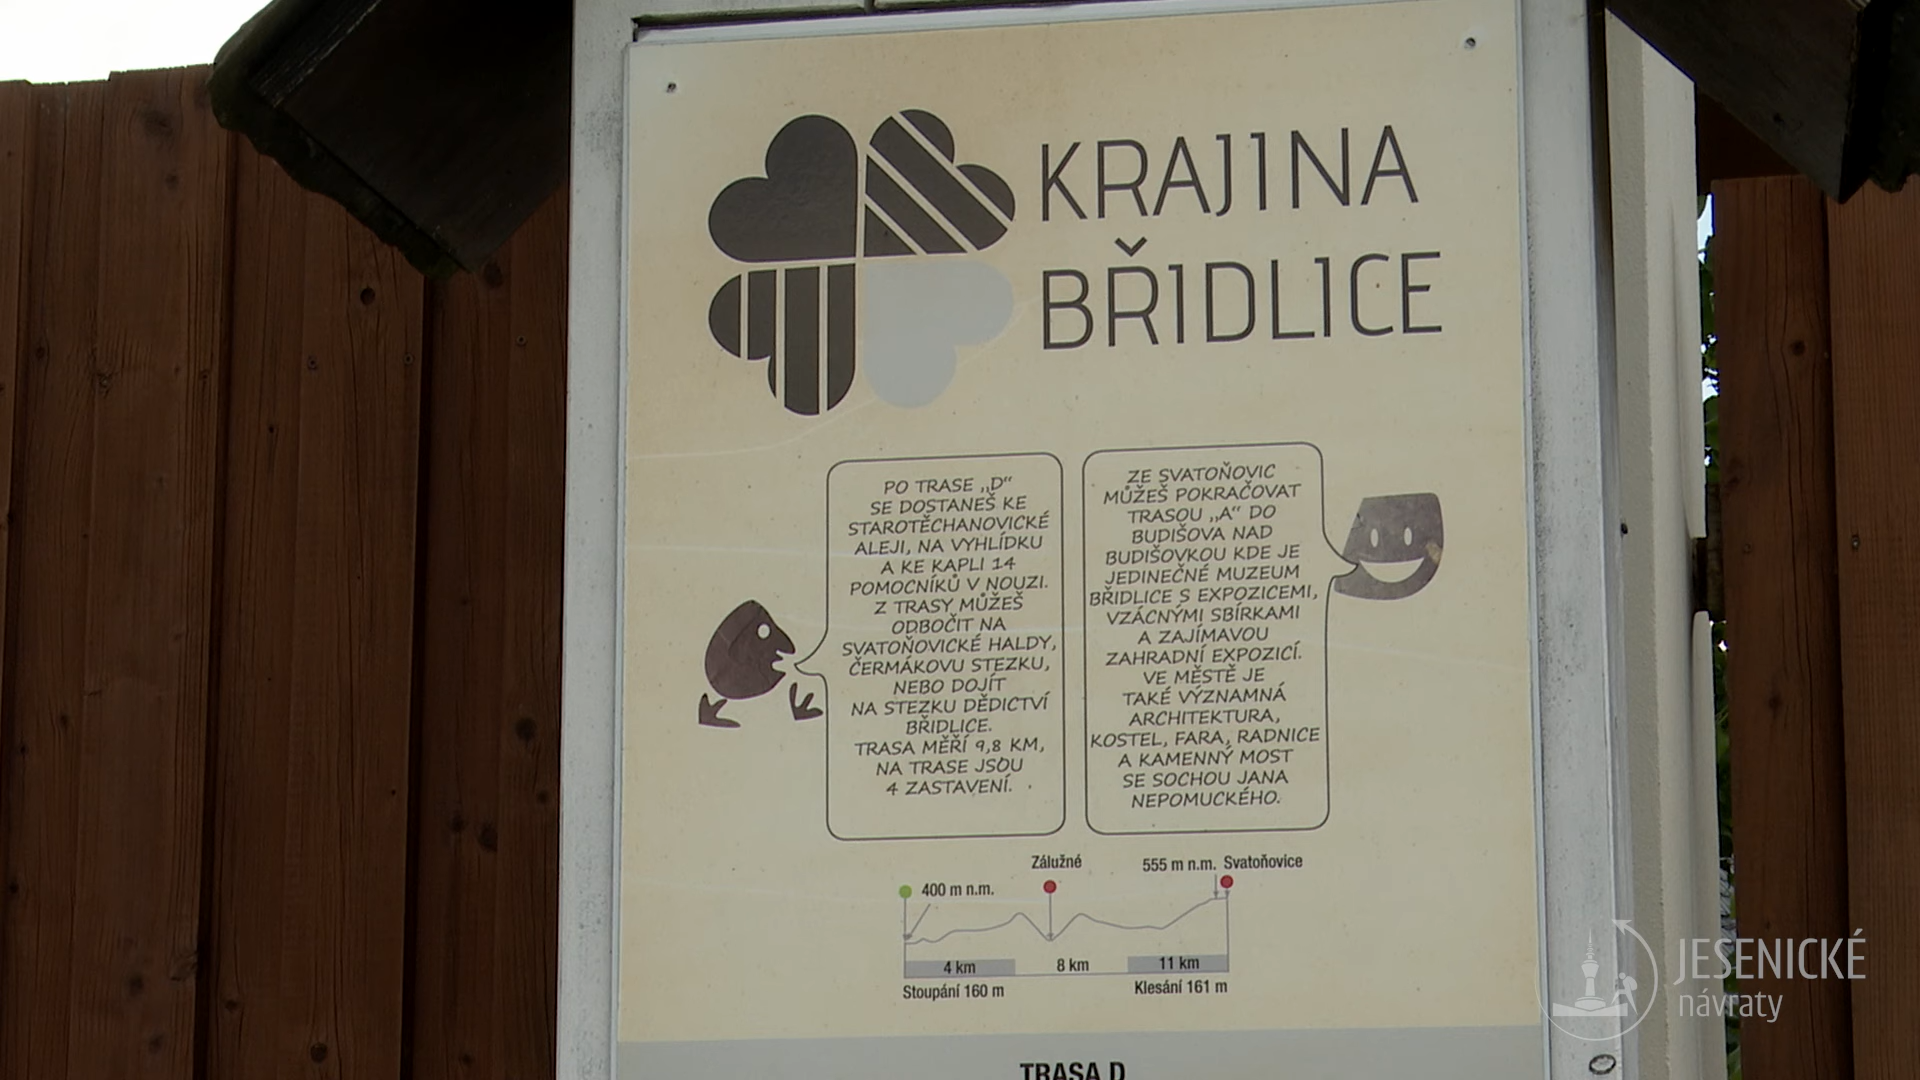 KRAJINA
BŘIDLICE
PO TRASE „D“
SE DOSTANEŠ KE
STAROTĚCHANOVICKÉ
ALEJI, NA VYHLÍDKU
A KE KAPLI 14
POMOCNÍKŮ V NOUZI.
Z TRASY MŮŽEŠ
ODBOČIT NA
SVATOŇOVICKÉ HALDY,
ČERMÁKOVU STEZKU,
NEBO DOJÍT
NA STEZKU DĚDICTVÍ
BŘIDLICE.
TRASA MĚŘÍ 9,8 KM,
NA TRASE JSOU
4 ZASTAVENÍ.
ZE SVATOŇOVIC
MŮŽEŠ POKRAČOVAT
TRASOU „A“ DO
BUDIŠOVA NAD
BUDIŠOVKOU KDE JE
JEDINEČNÉ MUZEUM
BŘIDLICE S EXPOZICEMI,
VZÁCNÝMI SBÍRKAMI
A ZAJÍMAVOU
ZAHRADNÍ EXPOZICÍ.
VE MĚSTĚ JE
TAKÉ VÝZNAMNÁ
ARCHITEKTURA,
KOSTEL, FARA, RADNICE
A KAMENNÝ MOST
SE SOCHOU JANA
NEPOMUCKÉHO.
400 m n.m.
Zálužné
555 m n.m. Svatoňovice
4 km 8 km 11 km
Stoupání 160 m
Klesání 161 m
TRASA D
JESENICKÉ
návraty